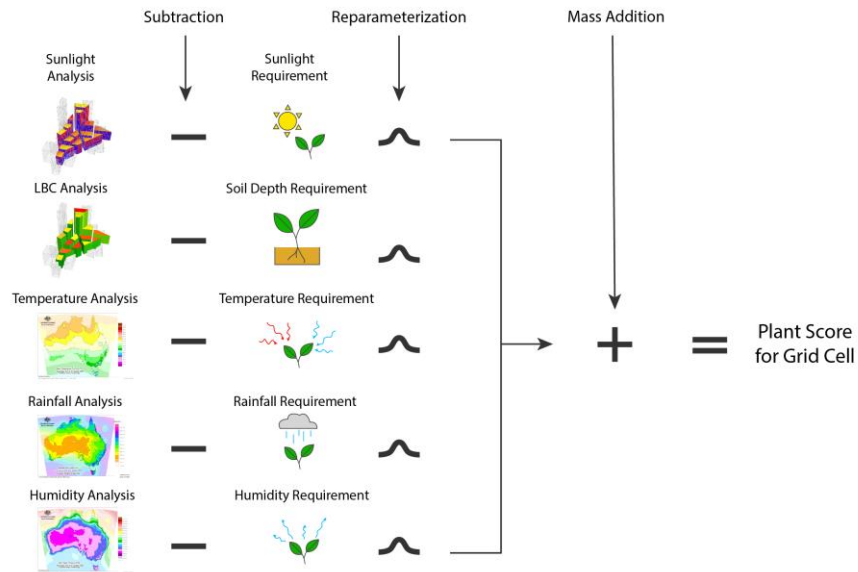 Subtraction
Reparameterization
Mass Addition
Sunlight
Analysis
Sunlight
Requirement
LBC Analysis
Soil Depth Requirement
Temperature Analysis
Temperature Requirement
Plant Score
for Grid Cell
Rainfall Analysis
Rainfall Requirement
Humidity Analysis
Humidity Requirement